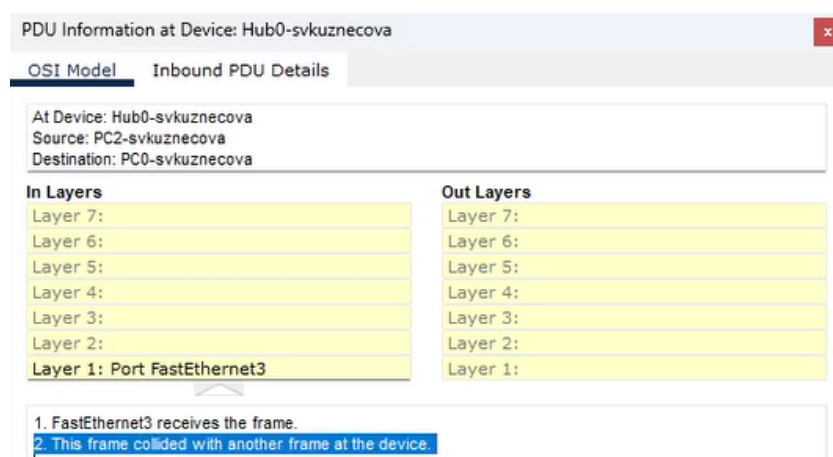 PDU Information at Device: Hub0-svkuznecova
x
OSI Model Inbound PDU Details
At Device: Hub0-svkuznecova
Source: PC2-svkuznecova
Destination: PC0-svkuznecova
In Layers Out Layers
Layer 7: Layer 7:
Layer 6: Layer 6:
Layer 5: Layer 5:
Layer 4: Layer 4:
Layer 3: Layer 3:
Layer 2: Layer 2:
Layer 1: Port FastEthernet3 Layer 1:
1. FastEthernet3 receives the frame.
2. This frame collided with another frame at the device.